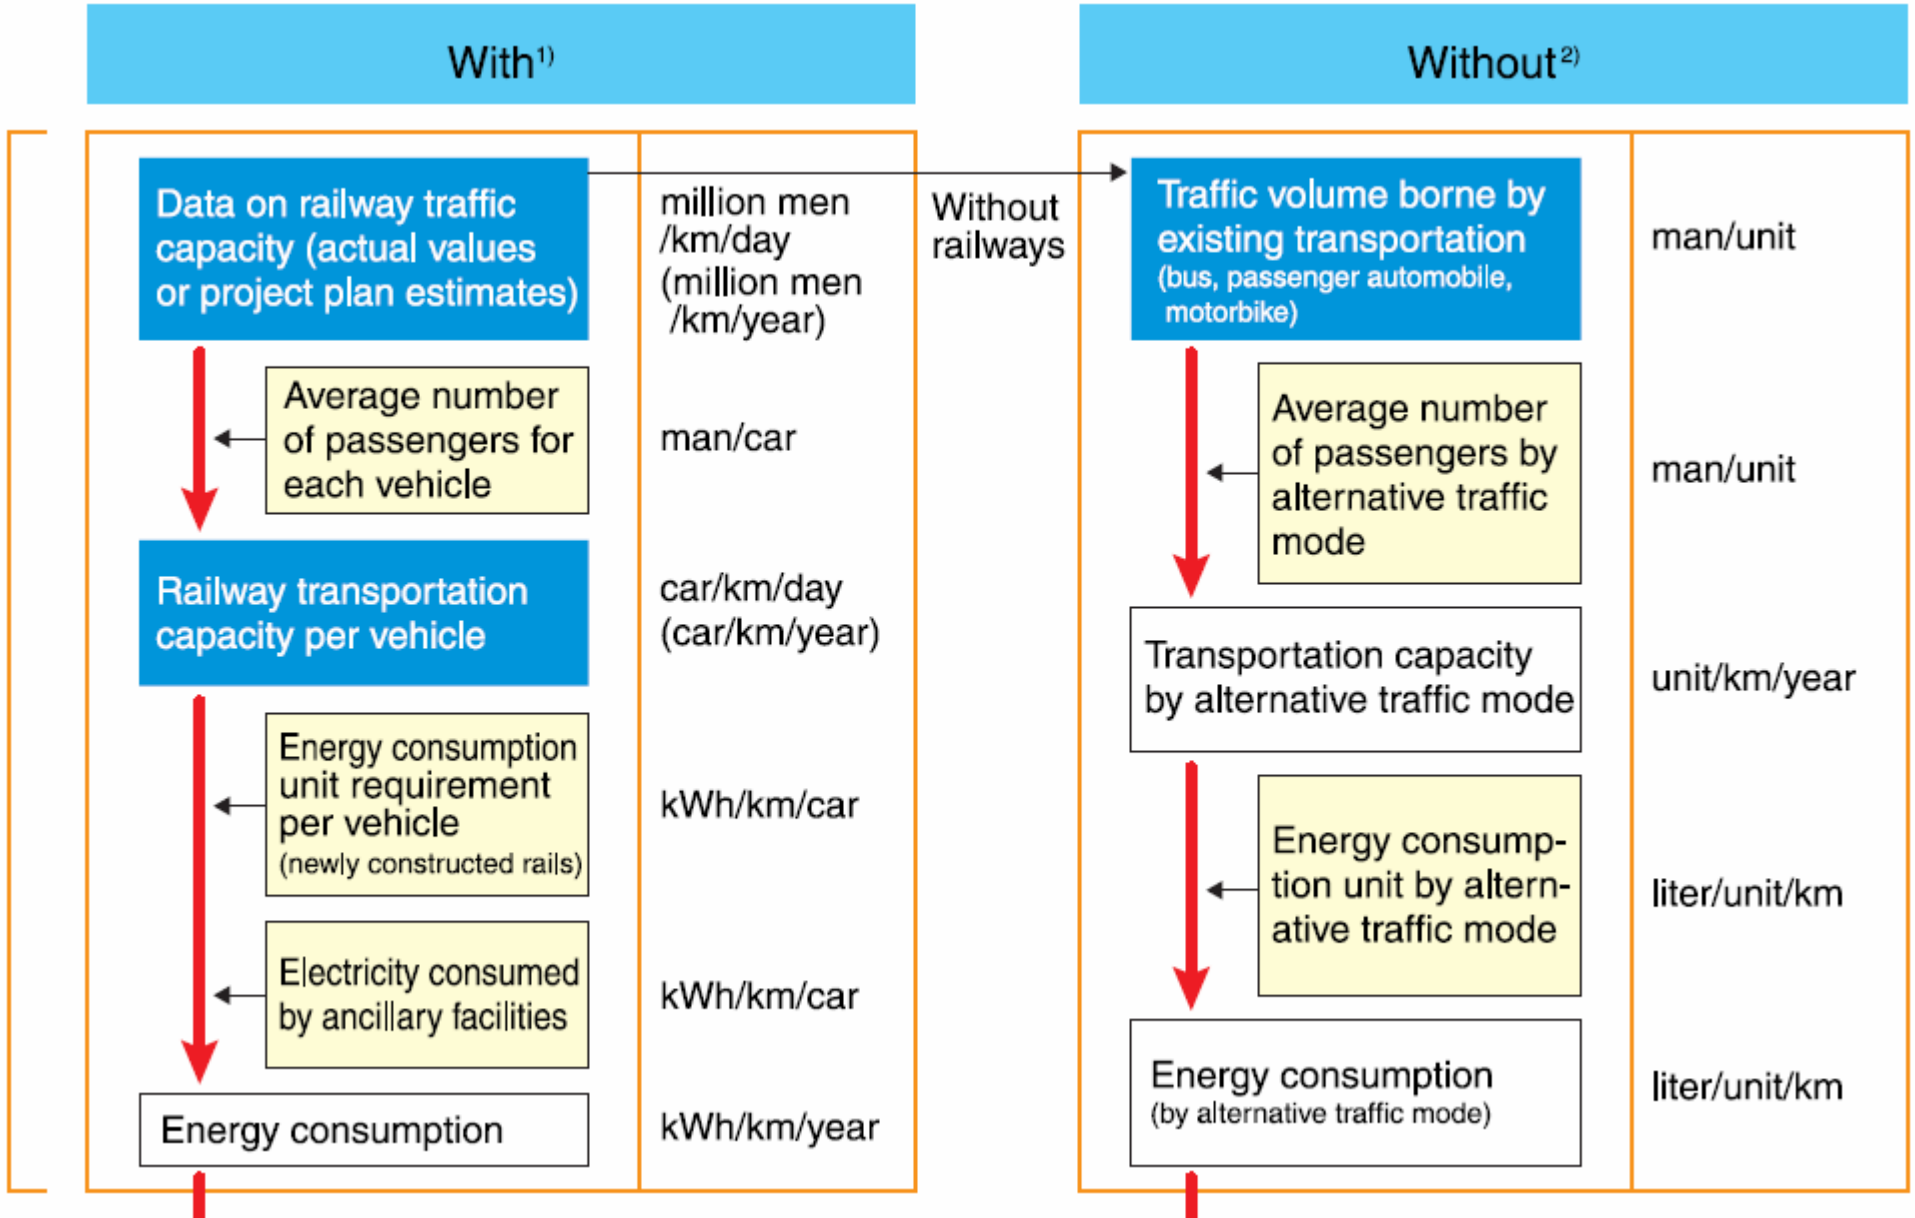 With1)
Without2)
Data on railway traffic
capacity (actual values
or project plan estimates)
million men
/km/day
(million men
/km/year)
Average number
of passengers for
each vehicle
man/car
Railway transportation
capacity per vehicle
car/km/day
(car/km/year)
Energy consumption
unit requirement
per vehicle
(newly constructed rails)
kWh/km/car
Electricity consumed
by ancillary facilities
kWh/km/car
Energy consumption
kWh/km/year
Without
railways
Traffic volume borne by
existing transportation
(bus, passenger automobile,
motorbike)
man/unit
Average number
of passengers by
alternative traffic
mode
man/unit
Transportation capacity
by alternative traffic mode
unit/km/year
Energy consump-
tion unit by altern-
ative traffic mode
liter/unit/km
Energy consumption
(by alternative traffic mode)
liter/unit/km